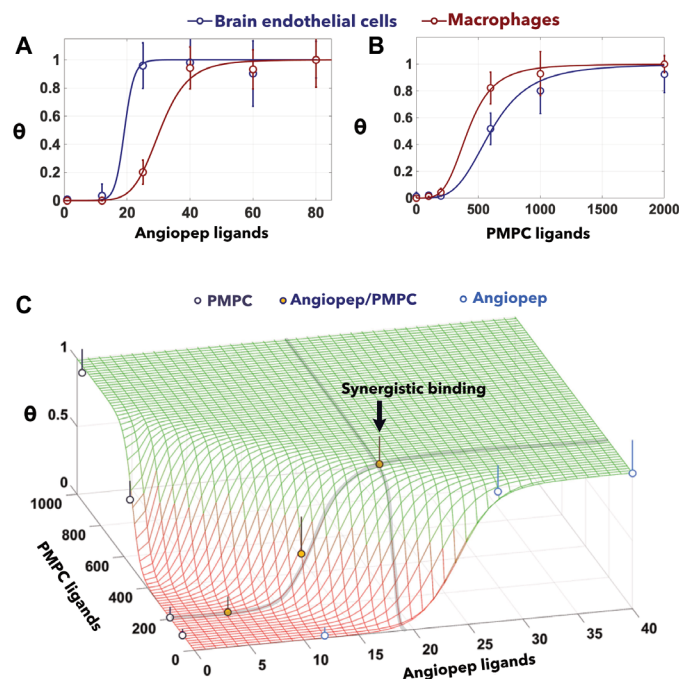 Brain endothelial cells Macrophages
A
B
θ
1
0.8
0.6
0.4
0.2
0
0 20 40 60 80
Angiopep ligands
θ
1
0.8
0.6
0.4
0.2
0
0 500 1000 1500 2000
PMPC ligands
C
PMPC Angiopep/PMPC Angiopep
Synergistic binding
θ
1
0.5
0
1000
800
600
400
200
0
PMPC ligands
0 5 10 15 20 25 30 35 40
Angiopep ligands